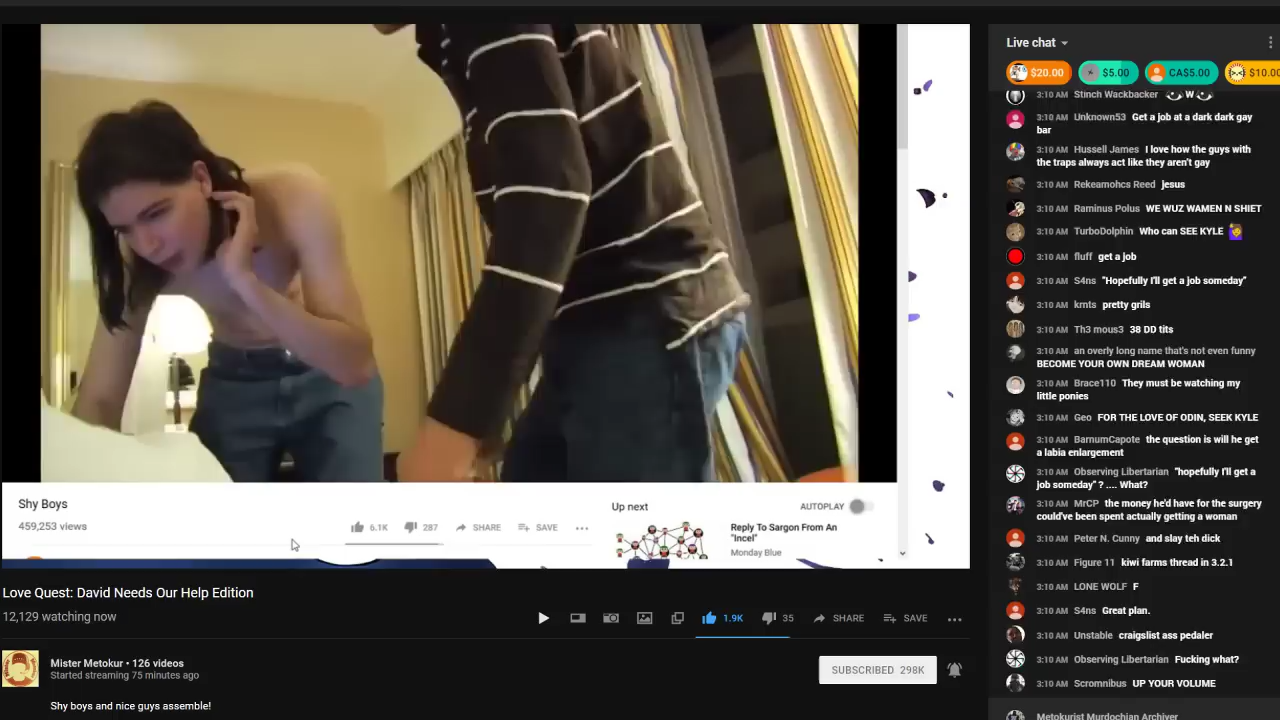 Shy Boys
459,253 views
6.1K
287
SHARE
SAVE
Up next
AUTOPLAY
Reply To Sargon From An
"Incel"
Monday Blue
Love Quest: David Needs Our Help Edition
12,129 watching now
1.9K
35
SHARE
SAVE
Mister Metokur • 126 videos
Started streaming 75 minutes ago
SUBSCRIBED 298K
Shy boys and nice guys assemble!
Live chat
$20.00
$5.00
CA$5.00
$10.00
3:10 AM Stinch Wackbacker W
3:10 AM Unknown53 Get a job at a dark dark gay
bar
3:10 AM Hussell James I love how the guys with
the traps always act like they aren't gay
3:10 AM Rekeamohcs Reed jesus
3:10 AM Raminus Polus WE WUZ WAMEN N SHIET
3:10 AM TurboDolphin Who can SEE KYLE
3:10 AM fluff get a job
3:10 AM S4ns "Hopefully I'll get a job someday"
3:10 AM krnts pretty grils
3:10 AM Th3 mous3 38 DD tits
3:10 AM an overly long name that's not even funny
BECOME YOUR OWN DREAM WOMAN
3:10 AM Brace110 They must be watching my
little ponies
3:10 AM Geo FOR THE LOVE OF ODIN, SEEK KYLE
3:10 AM BarnumCapote the question is will he get
a labia enlargement
3:10 AM Observing Libertarian "hopefully I'll get a
job someday" ? .... What?
3:10 AM MrCP the money he'd have for the surgery
could've been spent actually getting a woman
3:10 AM Peter N. Cunny and slay teh dick
3:10 AM Figure 11 kiwi farms thread in 3.2.1
3:10 AM LONE WOLF F
3:10 AM S4ns Great plan.
3:10 AM Unstable craigslist ass pedaler
3:10 AM Observing Libertarian Fucking what?
3:10 AM Scromnibus UP YOUR VOLUME
Metokurist Murdochian Archiver